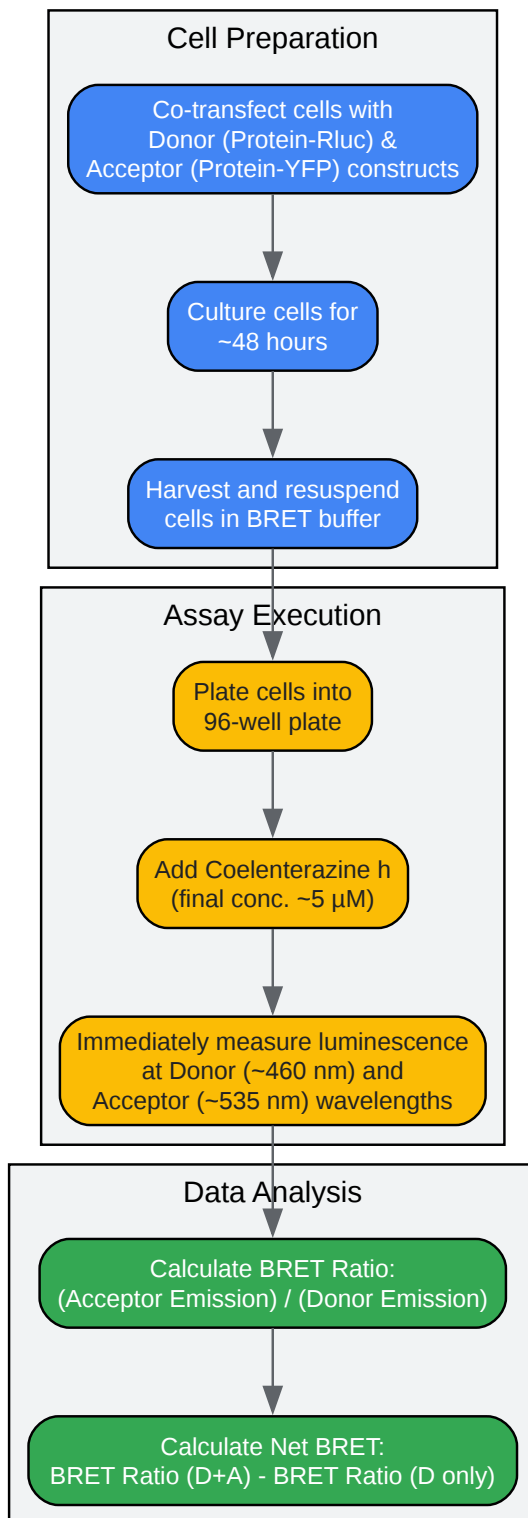 Cell Preparation
Co-transfect cells with
Donor (Protein-Rluc) &
Acceptor (Protein-YFP) constructs
Culture cells for
~48 hours
Harvest and resuspend
cells in BRET buffer
Assay Execution
Plate cells into
96-well plate
Add Coelenterazine h
(final conc. ~5 µM)
Immediately measure luminescence
at Donor (~460 nm) and
Acceptor (~535 nm) wavelengths
Data Analysis
Calculate BRET Ratio:
(Acceptor Emission) / (Donor Emission)
Calculate Net BRET:
BRET Ratio (D+A) - BRET Ratio (D only)